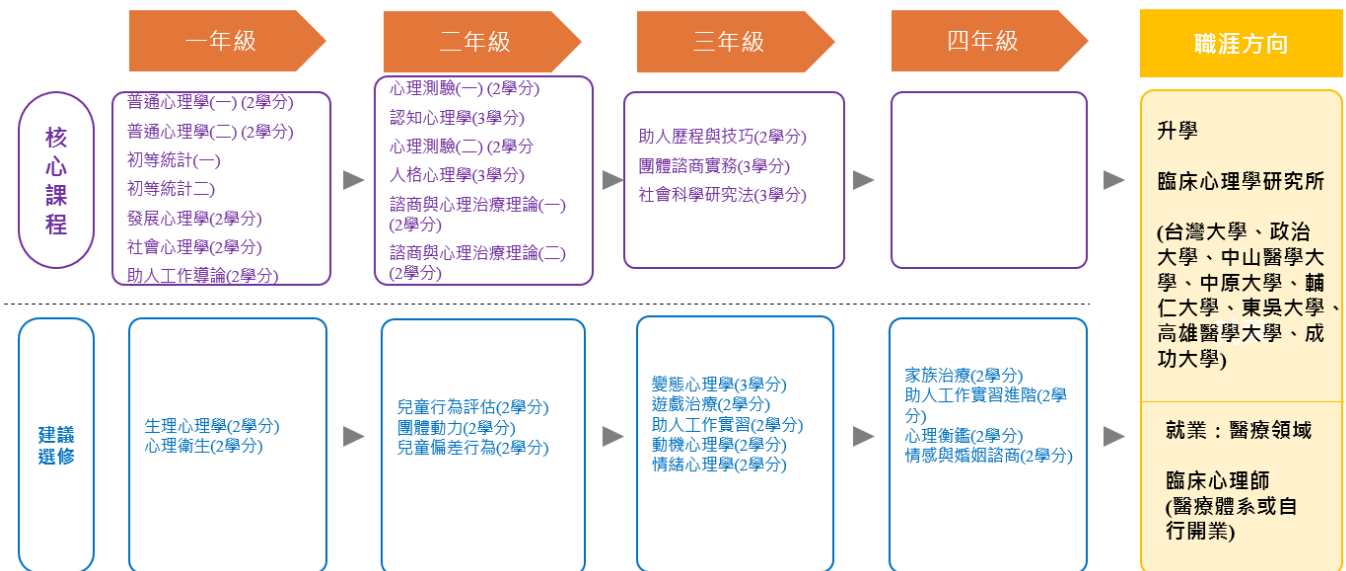 一年級
二年級
三年級
四年級
職涯方向
核
心
課
程
普通心理學(一) (2學分)
普通心理學(二) (2學分)
初等統計(一)
初等統計二)
發展心理學(2學分)
社會心理學(2學分)
助人工作導論(2學分)
心理測驗(一) (2學分)
認知心理學(3學分)
心理測驗(二) (2學分
人格心理學(3學分)
諮商與心理治療理論(一)
(2學分)
諮商與心理治療理論(二)
(2學分)
助人歷程與技巧(2學分)
團體諮商實務(3學分)
社會科學研究法(3學分)
升學
臨床心理學研究所
(台灣大學、政治
大學、中山醫學大
學、中原大學、輔
仁大學、東吳大學、
高雄醫學大學、成
功大學)
建議
選修
生理心理學(2學分)
心理衛生(2學分)
兒童行為評估(2學分)
團體動力(2學分)
兒童偏差行為(2學分)
變態心理學(3學分)
遊戲治療(2學分)
助人工作實習(2學分)
動機心理學(2學分)
情緒心理學(2學分)
家族治療(2學分)
助人工作實習進階(2學
分)
心理衡鑑(2學分)
情感與婚姻諮商(2學分)
就業：醫療領域
臨床心理師
(醫療體系或自
行開業)